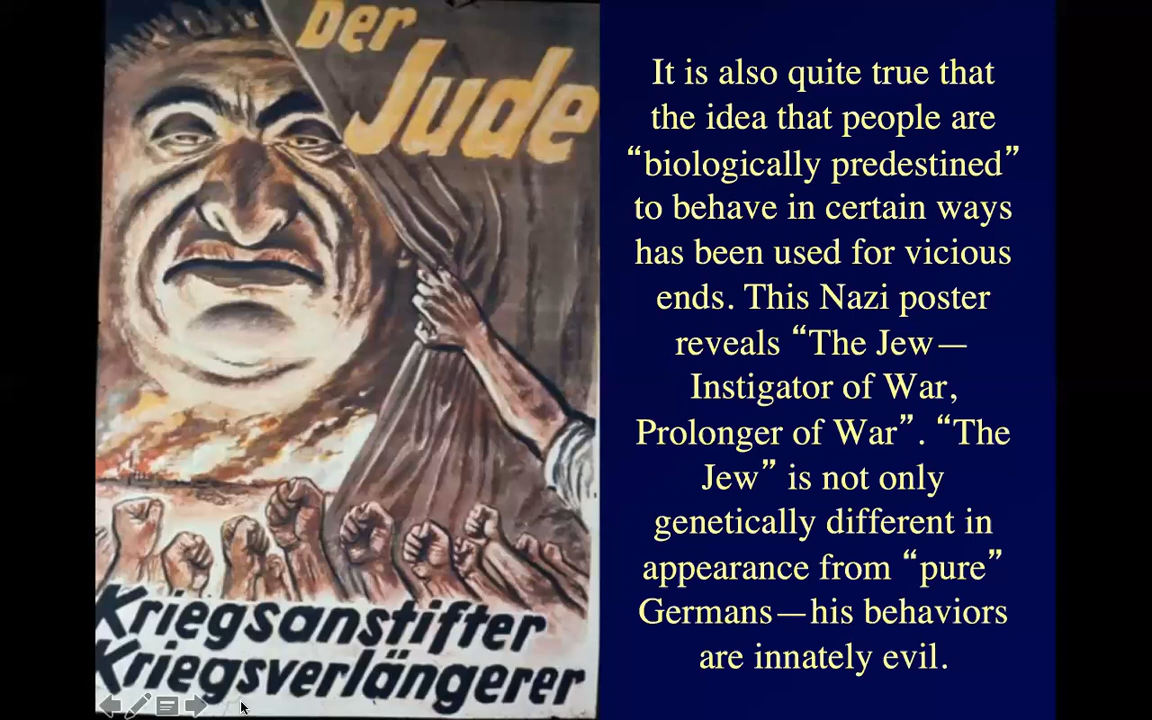 Der
Jude
Kriegsanstifter
Kriegsverlängerer
It is also quite true that
the idea that people are
“biologically predestined”
to behave in certain ways
has been used for vicious
ends. This Nazi poster
reveals “The Jew—
Instigator of War,
Prolonger of War”. “The
Jew” is not only
genetically different in
appearance from “pure”
Germans—his behaviors
are innately evil.